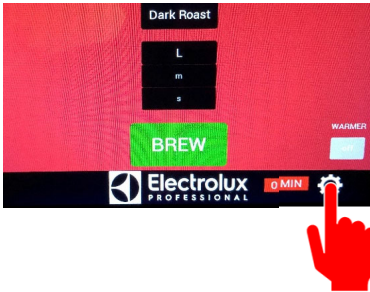 Dark Roast
L
m
s
BREW
WARMER
Electrolux
PROFESSIONAL
0 MIN